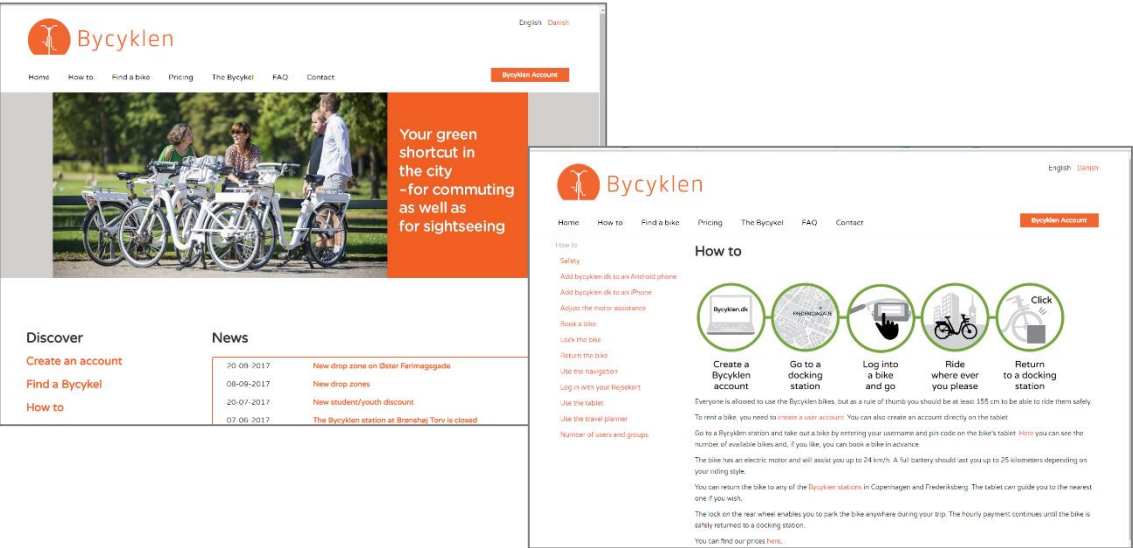 English Danish
Bycyklen
Home How to Find a bike Pricing The Bycykel FAQ Contact
Bycyklen Account
Your green
shortcut in
the city
–for commuting
as well as
for sightseeing
Discover
Create an account
Find a Bycykel
How to
News
20-09-2017 New drop zone on Øster Farimagsgade
08-09-2017 New drop zones
20-07-2017 New student/youth discount
07-06-2017 The Bycyklen station at Brønshøj Torv is closed
English Danish
Bycyklen
Home How to Find a bike Pricing The Bycykel FAQ Contact
Bycyklen Account
How to
Safety
Add bycyklen.dk to an Android phone
Add bycyklen.dk to an iPhone
Adjust the motor assistance
Book a bike
Lock the bike
Return the bike
Use the navigation
Log in with your Rejsekort
Use the tablet
Use the travel planner
Number of users and groups
How to
Bycyklen.dk
FREDERIKSGADE
Click
Create a
Bycyklen
account
Go to a
docking
station
Log into
a bike
and go
Ride
where ever
you please
Return
to a docking
station
Everyone is allowed to use the Bycyklen bikes, but as a rule of thumb you should be at least 155 cm to be able to ride them safely.
To rent a bike, you need to create a user account. You can also create an account directly on the tablet
Go to a Bycyklen station and take out a bike by entering your username and pin code on the bike's tablet. Here you can see the
number of available bikes and, if you like, you can book a bike in advance.
The bike has an electric motor and will assist you up to 24 km/h. A full battery should last you up to 25 kilometers depending on
your riding style.
You can return the bike to any of the Bycyklen stations in Copenhagen and Frederiksberg. The tablet can guide you to the nearest
one if you wish.
The lock on the rear wheel enables you to park the bike anywhere during your trip. The hourly payment continues until the bike is
safely returned to a docking station.
You can find our prices here.